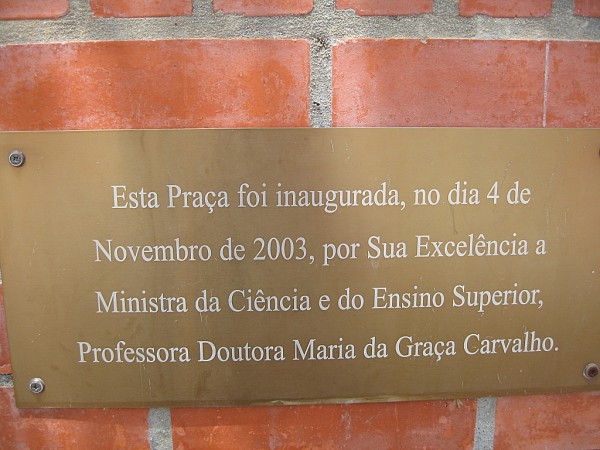 Esta Praça foi inaugurada, no dia 4 de
Novembro de 2003, por Sua Excelência a
Ministra da Ciência e do Ensino Superior,
Professora Doutora Maria da Graça Carvalho.